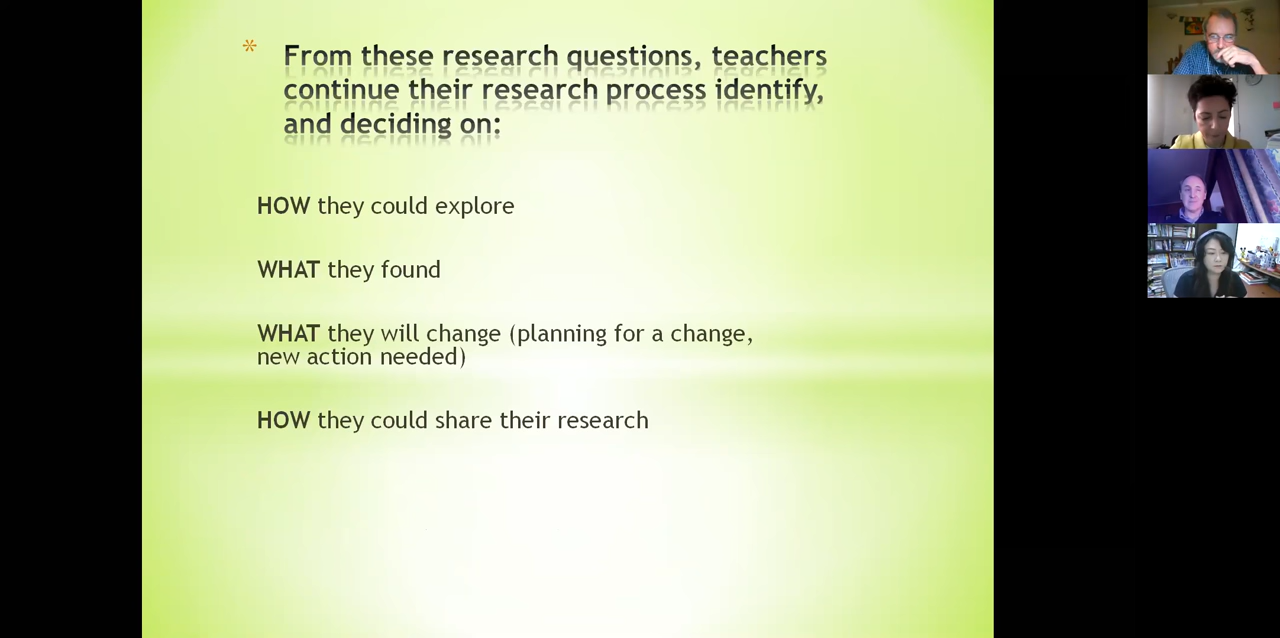 * From these research questions, teachers
continue their research process identify,
and deciding on:
HOW they could explore
WHAT they found
WHAT they will change (planning for a change,
new action needed)
HOW they could share their research